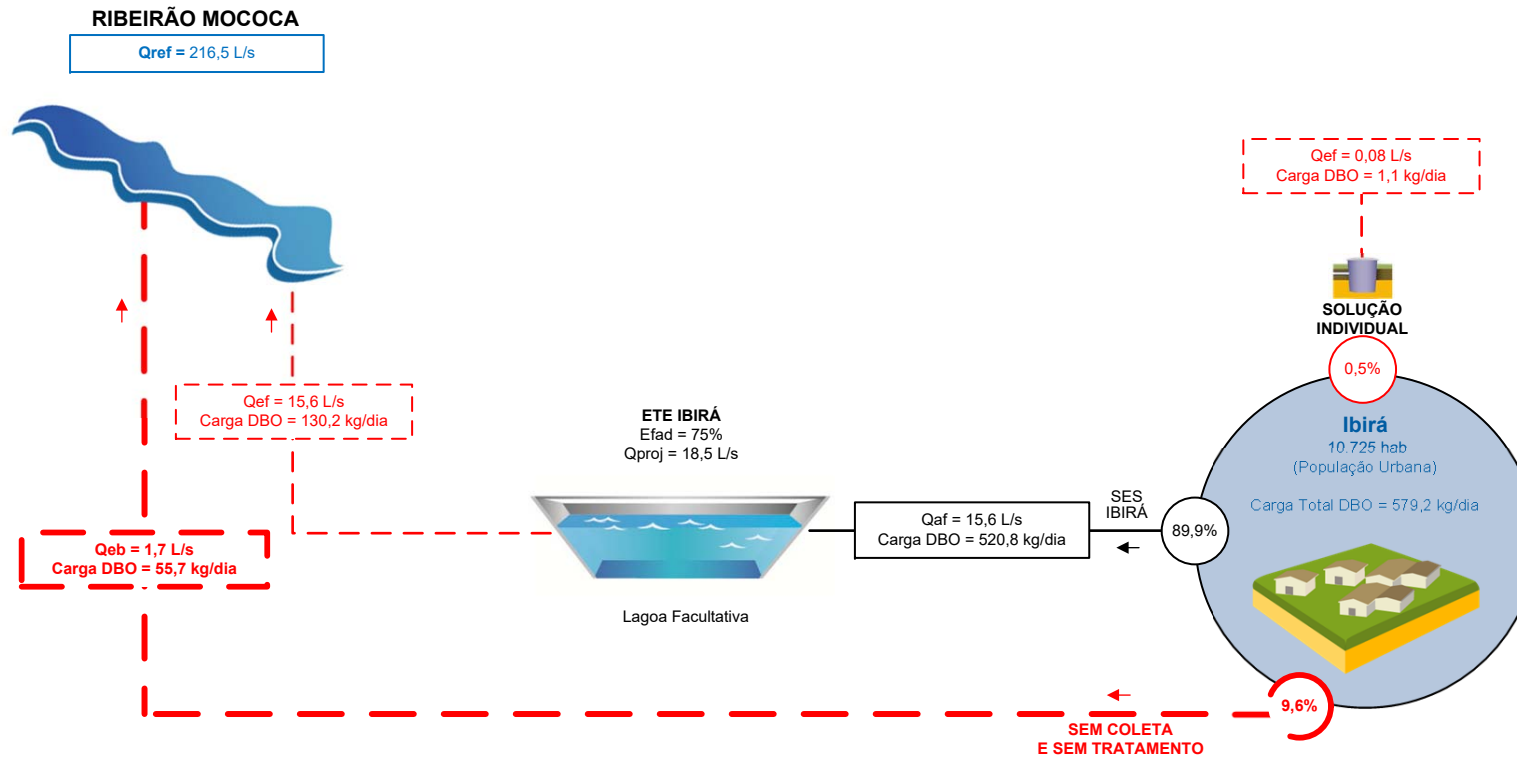 RIBEIRÃO MOCOCA
Qref = 216,5 L/s
Qef = 0,08 L/s
Carga DBO = 1,1 kg/dia
SOLUÇÃO
INDIVIDUAL
0,5%
Qef = 15,6 L/s
Carga DBO = 130,2 kg/dia
ETE IBIRÁ
Efad = 75%
Qproj = 18,5 L/s
Ibirá
10.725 hab
(População Urbana)
Carga Total DBO = 579,2 kg/dia
SES
IBIRÁ
89,9%
Qaf = 15,6 L/s
Carga DBO = 520,8 kg/dia
Qeb = 1,7 L/s
Carga DBO = 55,7 kg/dia
Lagoa Facultativa
9,6%
SEM COLETA
E SEM TRATAMENTO